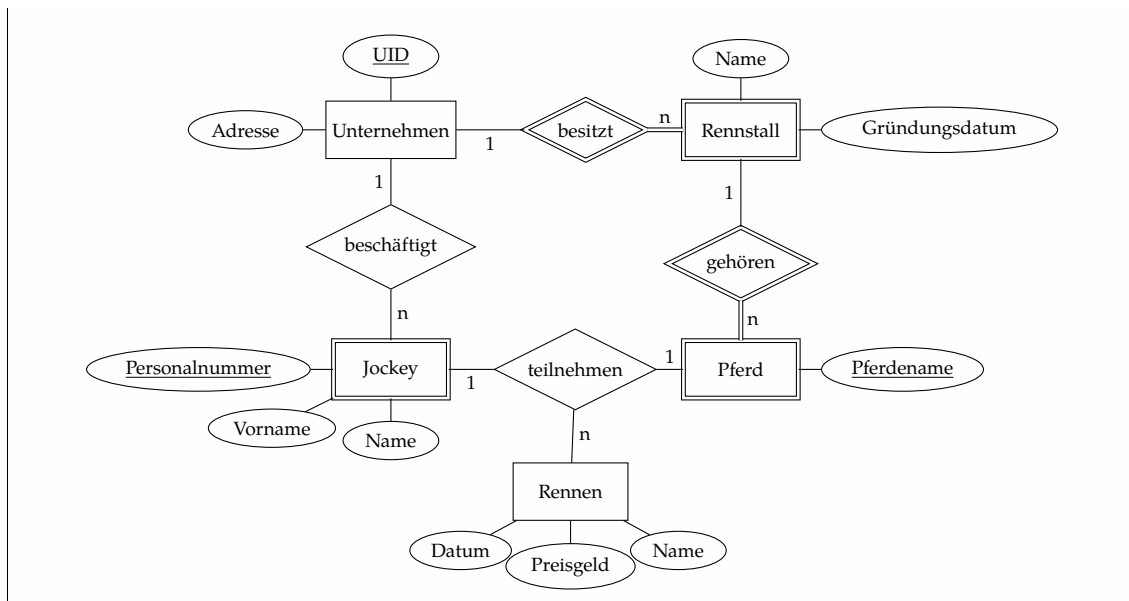 UID
Name
Adresse
Unternehmen
1
besitzt
n
Rennstall
Gründungsdatum
1
1
beschäftigt
gehören
n
n
Personalnummer
Jockey
1
teilnehmen
1
Pferd
Pferdename
Vorname
Name
n
Rennen
Datum
Preisgeld
Name